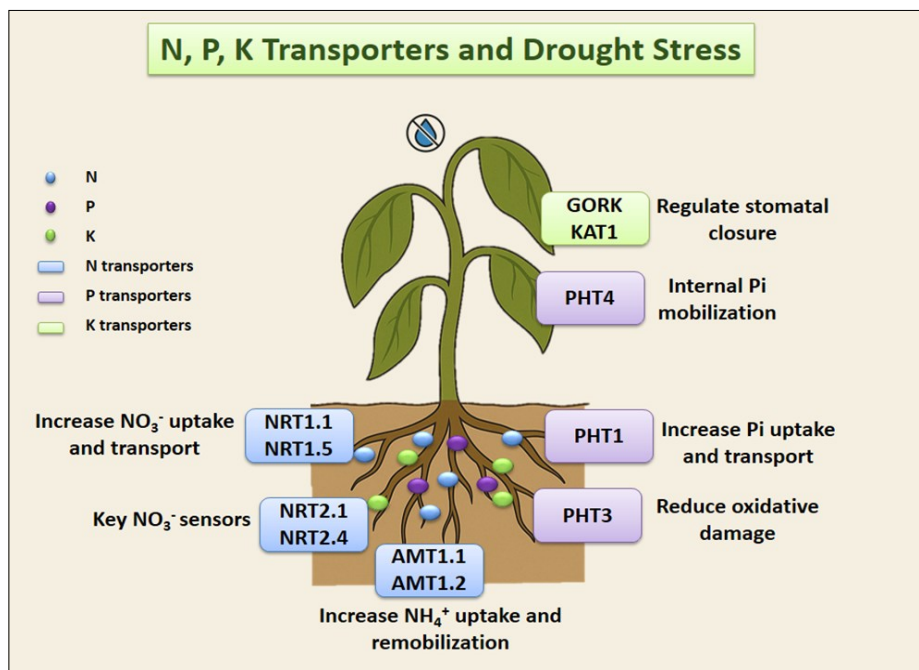 N, P, K Transporters and Drought Stress
N
P
K
N transporters
P transporters
K transporters
GORK
KAT1
Regulate stomatal
closure
PHT4
Internal Pi
mobilization
Increase NO₃⁻ uptake
and transport
NRT1.1
NRT1.5
PHT1
Increase Pi uptake
and transport
Key NO₃⁻ sensors
NRT2.1
NRT2.4
PHT3
Reduce oxidative
damage
AMT1.1
AMT1.2
Increase NH₄⁺ uptake and
remobilization